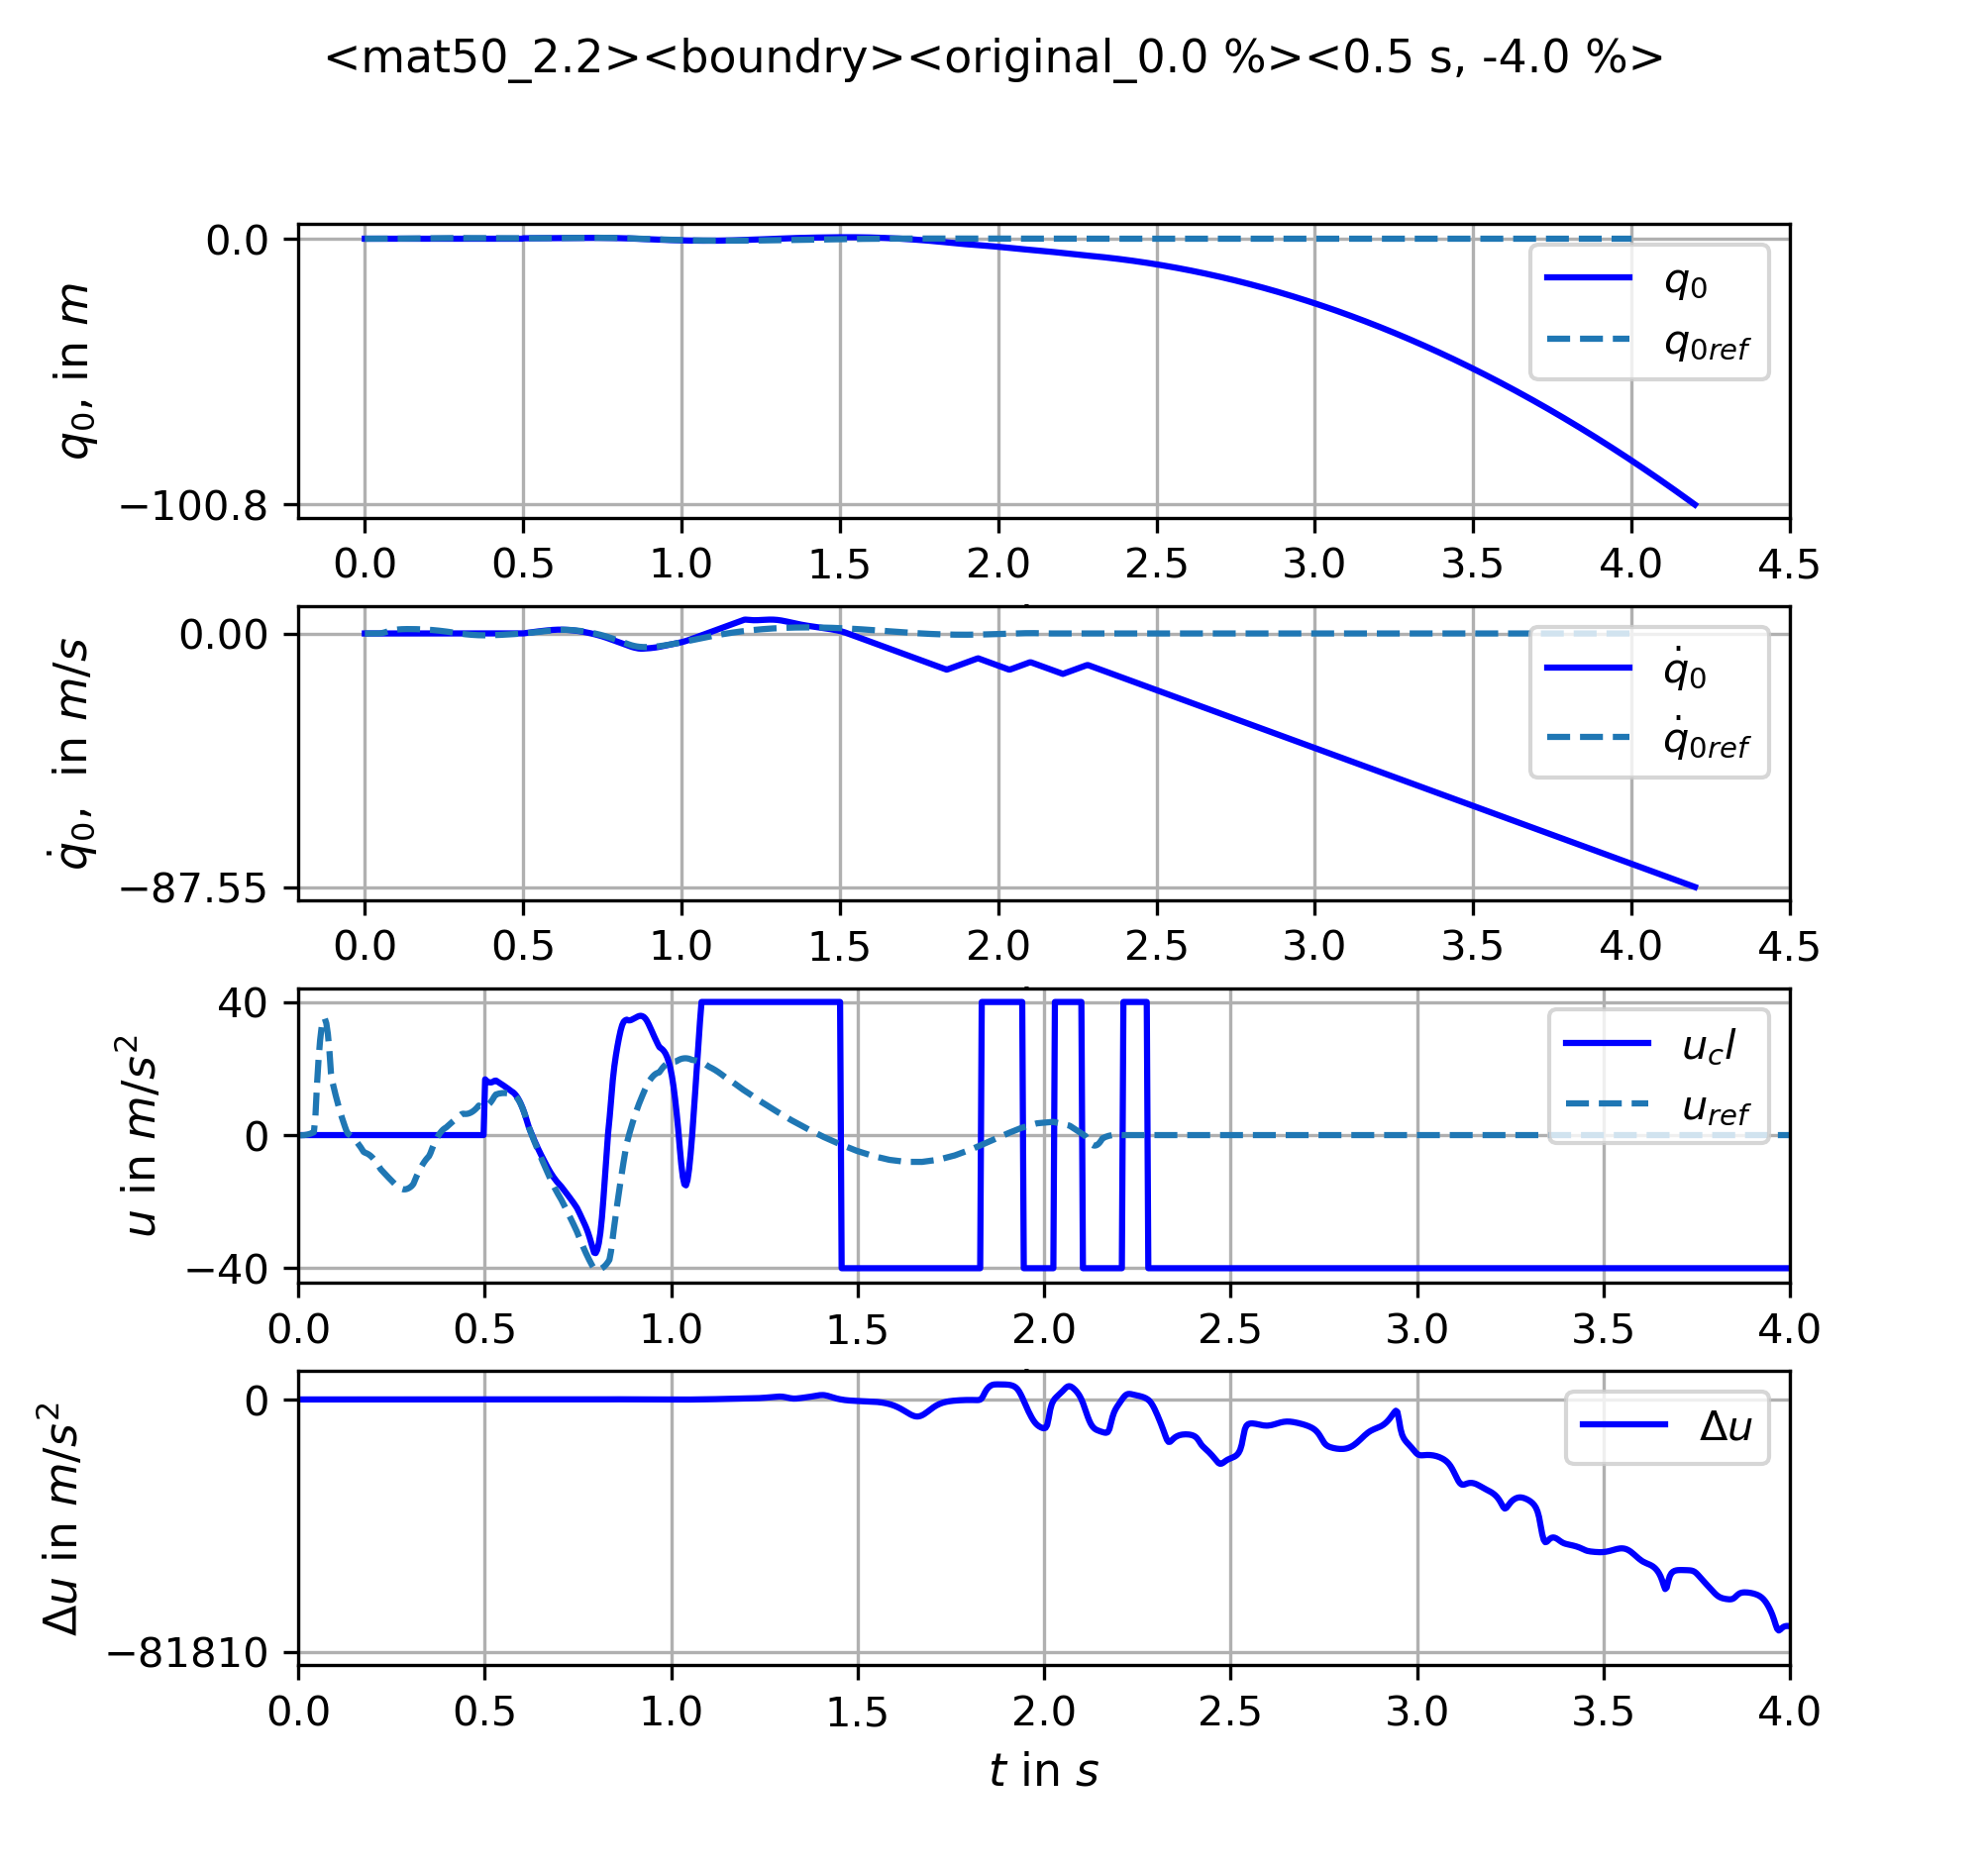 <mat50_2.2><boundry><original_0.0 %><0.5 s, -4.0 %>
q₀, in m
0.0
−100.8
q₀
q₀ref
0.0 0.5 1.0 1.5 2.0 2.5 3.0 3.5 4.0 4.5
q̇₀, in m/s
0.00
−87.55
q̇₀
q̇₀ref
0.0 0.5 1.0 1.5 2.0 2.5 3.0 3.5 4.0 4.5
u in m/s²
40
0
−40
u_cl
u_ref
0.0 0.5 1.0 1.5 2.0 2.5 3.0 3.5 4.0
Δu in m/s²
0
−81810
Δu
0.0 0.5 1.0 1.5 2.0 2.5 3.0 3.5 4.0
t in s